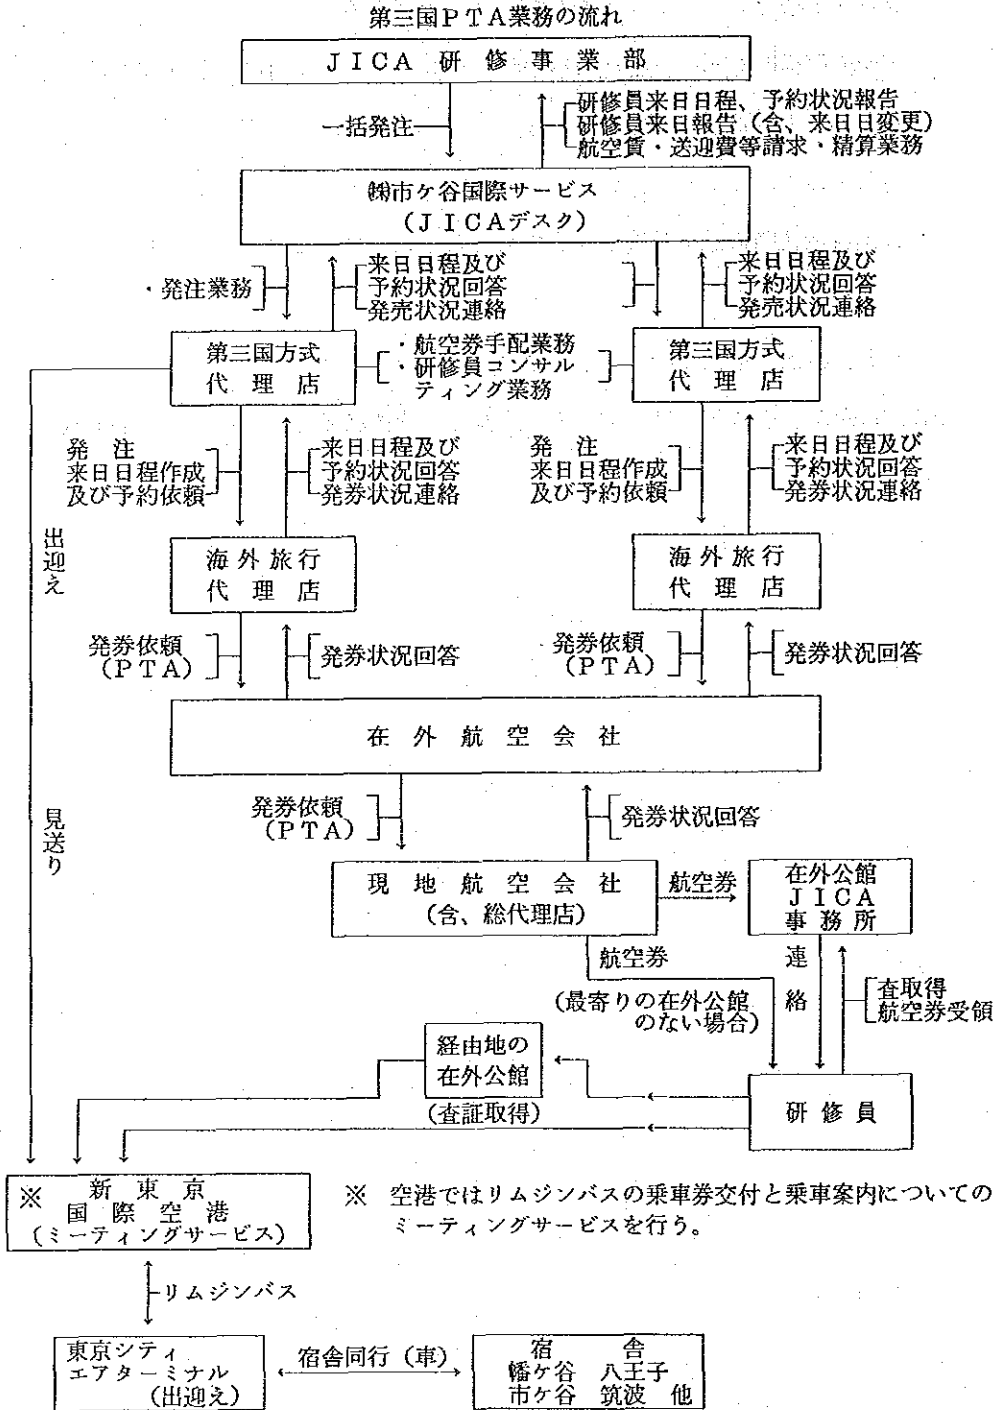 第三国PTA業務の流れ
JICA 研修事業部
一括発注
研修員来日日程、予約状況報告
研修員来日報告(含、来日日変更)
航空賃・送迎費等請求・精算業務
㈱市ケ谷国際サービス
(JICAデスク)
・発注業務
来日日程及び
予約状況回答
発売状況連絡
来日日程及び
予約状況回答
発売状況連絡
第三国方式
代理店
・航空券手配業務
・研修員コンサル
ティング業務
第三国方式
代理店
発注
来日日程作成
及び予約依頼
来日日程及び
予約状況回答
発券状況連絡
発注
来日日程作成
及び予約依頼
来日日程及び
予約状況回答
発券状況連絡
出迎え
海外旅行
代理店
海外旅行
代理店
発券依頼
(PTA)
発券状況回答
発券依頼
(PTA)
発券状況回答
在外航空会社
見送り
発券依頼
(PTA)
発券状況回答
現地航空会社
(含、総代理店)
航空券
在外公館
JICA
事務所
航空券
(最寄りの在外公館
のない場合)
連絡
査取得
航空券受領
経由地の
在外公館
(査証取得)
研修員
※ 新東京
国際空港
(ミーティングサービス)
※ 空港ではリムジンバスの乗車券交付と乗車案内についての
ミーティングサービスを行う。
リムジンバス
東京シティ
エアターミナル
(出迎え)
宿舎同行(車)
宿舎
幡ケ谷 八王子
市ケ谷 筑波 他